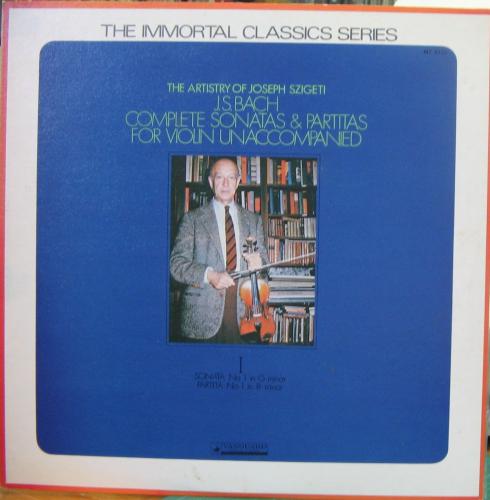 THE IMMORTAL CLASSICS SERIES
THE ARTISTRY OF JOSEPH SZIGETI
J.S. BACH
COMPLETE SONATAS & PARTITAS
FOR VIOLIN UNACCOMPANIED
I
SONATA No. 1 in G minor
PARTITA No. 1 in B minor
VANGUARD